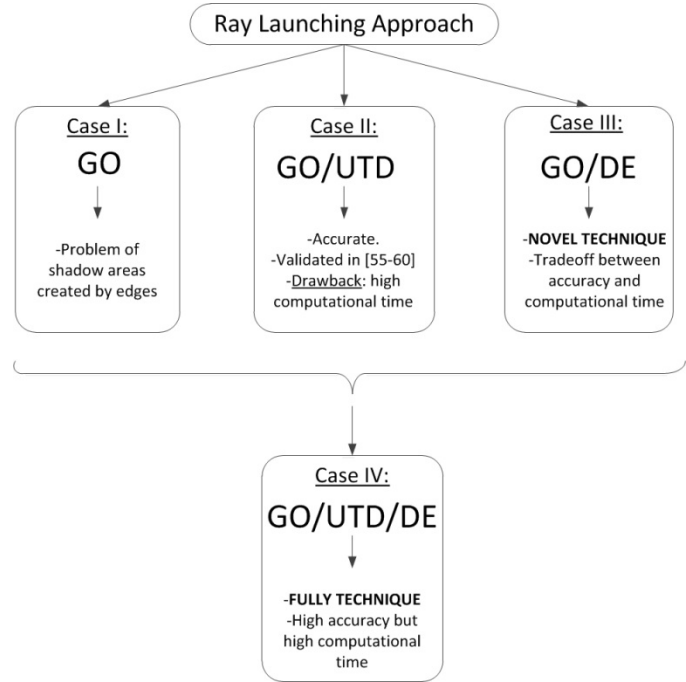 Ray Launching Approach
Case I:
GO
-Problem of
shadow areas
created by edges
Case II:
GO/UTD
-Accurate.
-Validated in [55-60]
-Drawback: high
computational time
Case III:
GO/DE
-NOVEL TECHNIQUE
-Tradeoff between
accuracy and
computational time
Case IV:
GO/UTD/DE
-FULLY TECHNIQUE
-High accuracy but
high computational
time